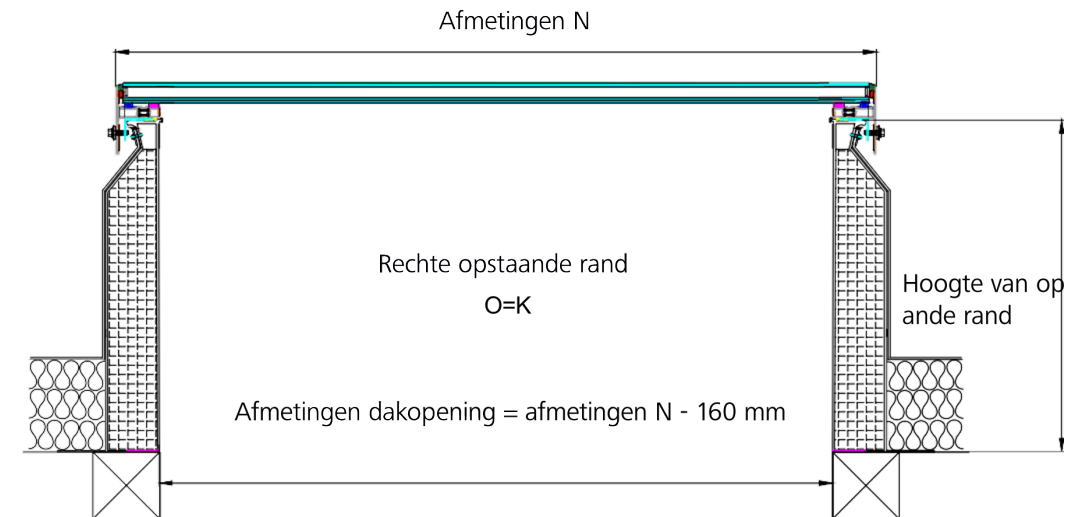 Afmetingen N
Rechte opstaande rand
O=K
Hoogte van op
ande rand
Afmetingen dakopening = afmetingen N - 160 mm